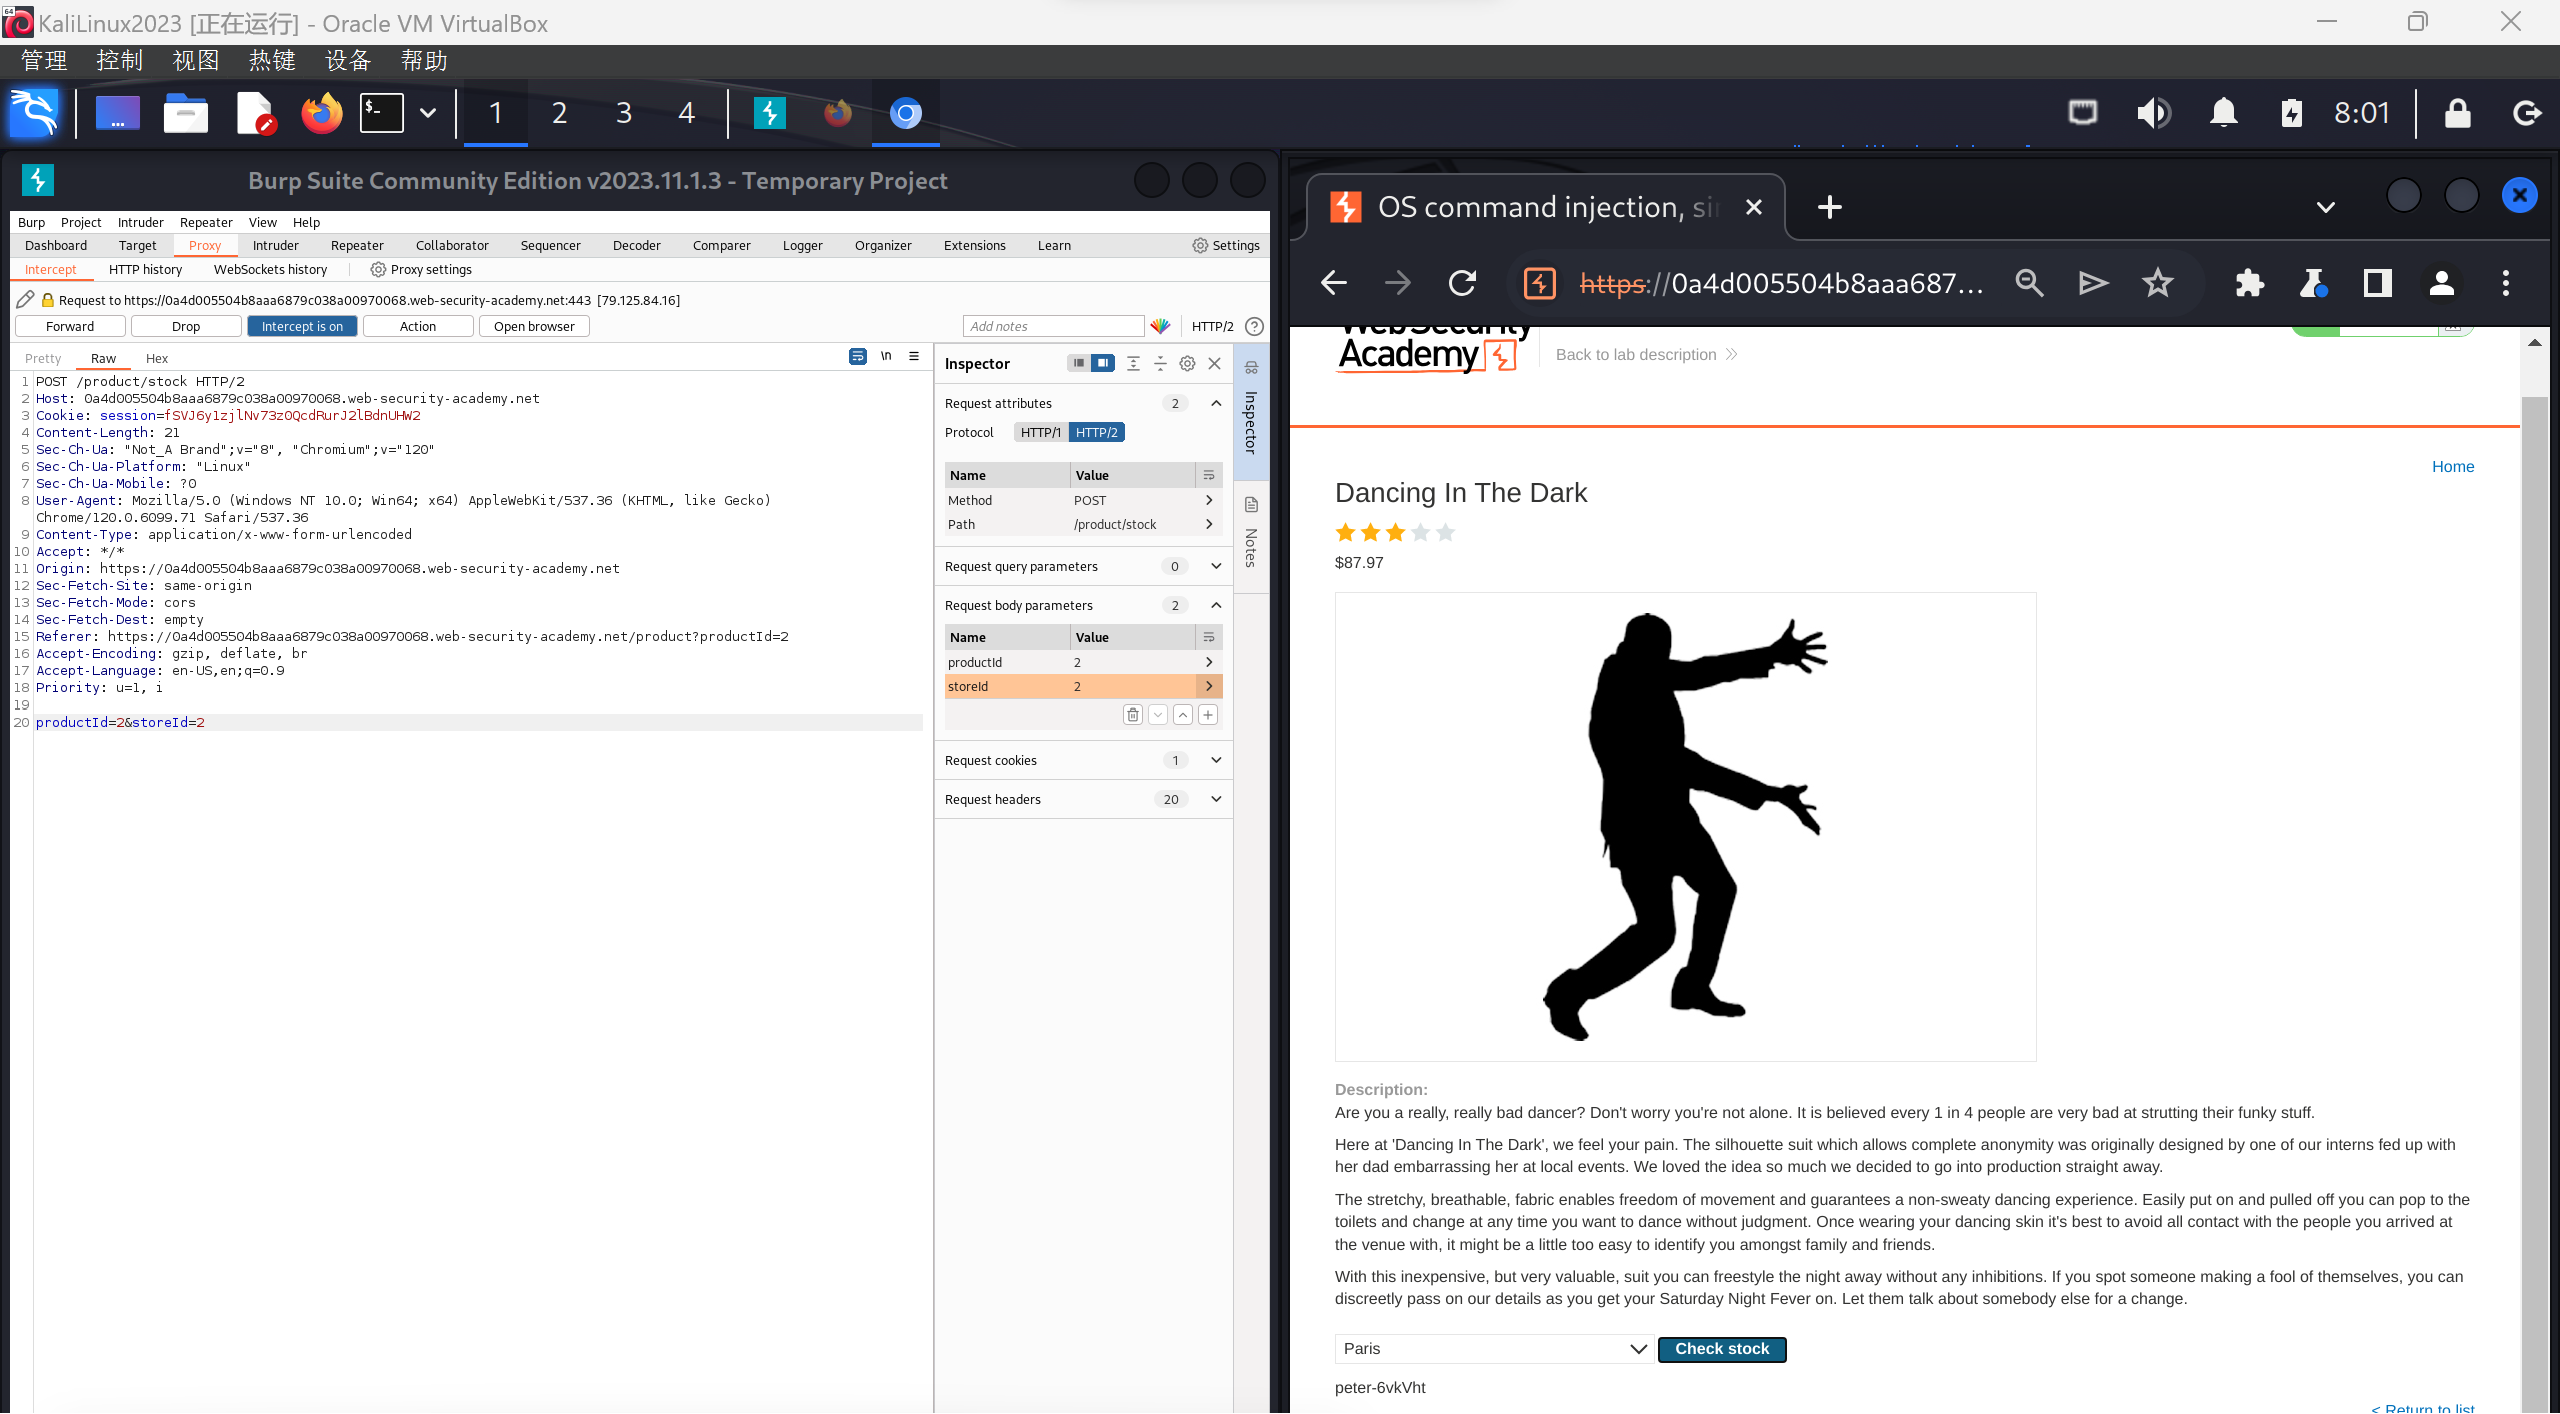 KaliLinux2023 [正在运行] - Oracle VM VirtualBox
管理 控制 视图 热键 设备 帮助
1 2 3 4 8:01
Burp Suite Community Edition v2023.11.1.3 - Temporary Project
Burp Project Intruder Repeater View Help
Dashboard Target Proxy Intruder Repeater Collaborator Sequencer Decoder Comparer Logger Organizer Extensions Learn Settings
Intercept HTTP history WebSockets history Proxy settings
Request to https://0a4d005504b8aaa6879c038a00970068.web-security-academy.net:443 [79.125.84.16]
Forward Drop Intercept is on Action Open browser Add notes HTTP/2
Pretty Raw Hex \n
1 POST /product/stock HTTP/2
2 Host: 0a4d005504b8aaa6879c038a00970068.web-security-academy.net
3 Cookie: session=fSVJ6y1zjlNv73z0QcdRurJ2lBdnUHW2
4 Content-Length: 21
5 Sec-Ch-Ua: "Not_A Brand";v="8", "Chromium";v="120"
6 Sec-Ch-Ua-Platform: "Linux"
7 Sec-Ch-Ua-Mobile: ?0
8 User-Agent: Mozilla/5.0 (Windows NT 10.0; Win64; x64) AppleWebKit/537.36 (KHTML, like Gecko)
Chrome/120.0.6099.71 Safari/537.36
9 Content-Type: application/x-www-form-urlencoded
10 Accept: */*
11 Origin: https://0a4d005504b8aaa6879c038a00970068.web-security-academy.net
12 Sec-Fetch-Site: same-origin
13 Sec-Fetch-Mode: cors
14 Sec-Fetch-Dest: empty
15 Referer: https://0a4d005504b8aaa6879c038a00970068.web-security-academy.net/product?productId=2
16 Accept-Encoding: gzip, deflate, br
17 Accept-Language: en-US,en;q=0.9
18 Priority: u=1, i
19
20 productId=2&storeId=2
Inspector
Request attributes 2
Protocol HTTP/1 HTTP/2
Name Value
Method POST
Path /product/stock
Request query parameters 0
Request body parameters 2
Name Value
productId 2
storeId 2
Request cookies 1
Request headers 20
Inspector
Notes
OS command injection, si
https://0a4d005504b8aaa687...
Web Security
Academy
Back to lab description
Home
Dancing In The Dark
$87.97
Description:
Are you a really, really bad dancer? Don't worry you're not alone. It is believed every 1 in 4 people are very bad at strutting their funky stuff.
Here at 'Dancing In The Dark', we feel your pain. The silhouette suit which allows complete anonymity was originally designed by one of our interns fed up with
her dad embarrassing her at local events. We loved the idea so much we decided to go into production straight away.
The stretchy, breathable, fabric enables freedom of movement and guarantees a non-sweaty dancing experience. Easily put on and pulled off you can pop to the
toilets and change at any time you want to dance without judgment. Once wearing your dancing skin it's best to avoid all contact with the people you arrived at
the venue with, it might be a little too easy to identify you amongst family and friends.
With this inexpensive, but very valuable, suit you can freestyle the night away without any inhibitions. If you spot someone making a fool of themselves, you can
discreetly pass on our details as you get your Saturday Night Fever on. Let them talk about somebody else for a change.
Paris Check stock
peter-6vkVht
< Return to list